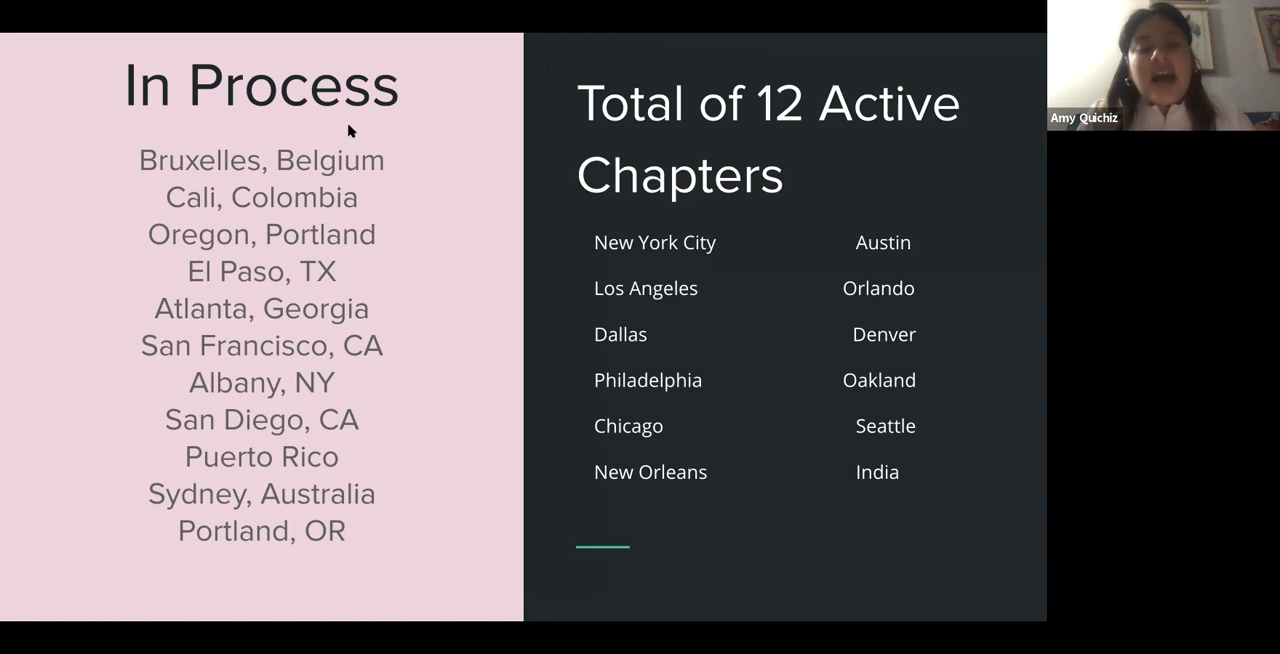 In Process
Bruxelles, Belgium
Cali, Colombia
Oregon, Portland
El Paso, TX
Atlanta, Georgia
San Francisco, CA
Albany, NY
San Diego, CA
Puerto Rico
Sydney, Australia
Portland, OR
Total of 12 Active
Chapters
New York City
Los Angeles
Dallas
Philadelphia
Chicago
New Orleans
Austin
Orlando
Denver
Oakland
Seattle
India
Amy Quichiz